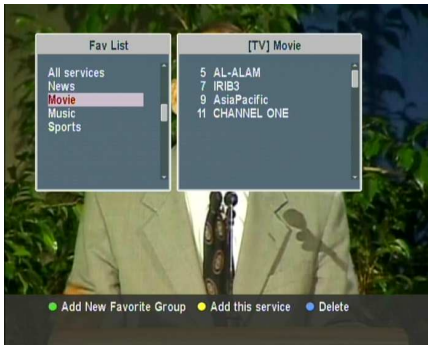 Fav List
All services
News
Movie
Music
Sports
[TV] Movie
5 AL-ALAM
7 IRIB3
9 AsiaPacific
11 CHANNEL ONE
Add New Favorite Group Add this service Delete